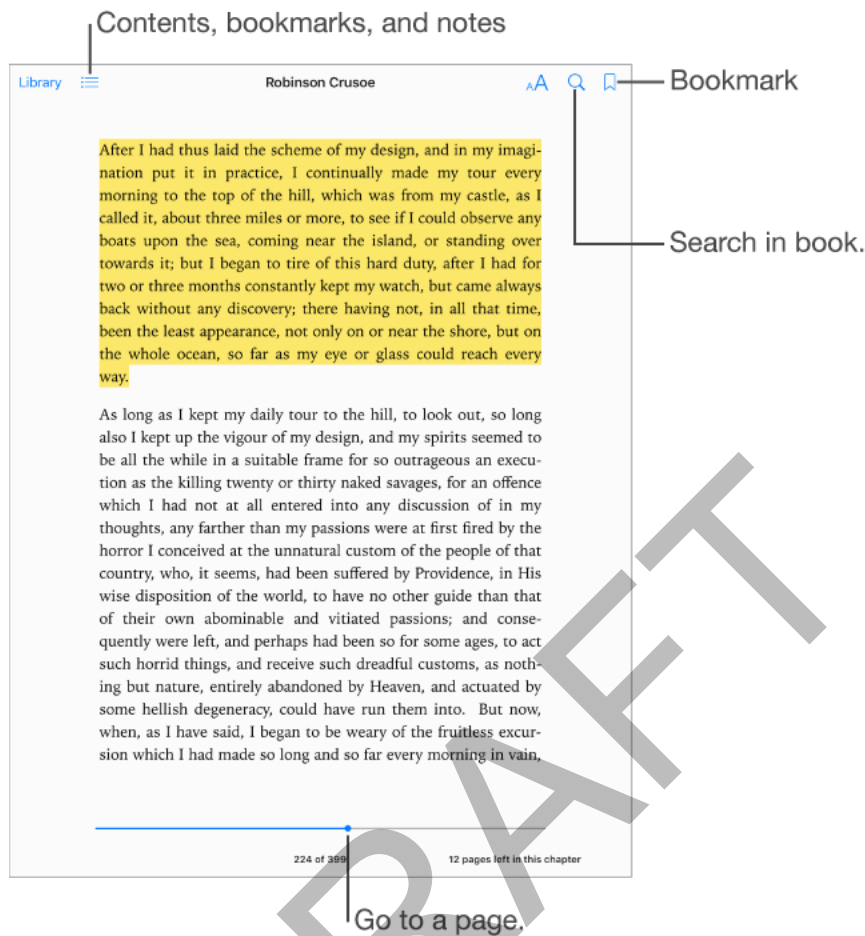 Contents, bookmarks, and notes
Library
Robinson Crusoe
AA
Bookmark
After I had thus laid the scheme of my design, and in my imagi-
nation put it in practice, I continually made my tour every
morning to the top of the hill, which was from my castle, as I
called it, about three miles or more, to see if I could observe any
boats upon the sea, coming near the island, or standing over
Search in book.
towards it; but I began to tire of this hard duty, after I had for
two or three months constantly kept my watch, but came always
back without any discovery; there having not, in all that time,
been the least appearance, not only on or near the shore, but on
the whole ocean, so far as my eye or glass could reach every
way.
As long as I kept my daily tour to the hill, to look out, so long
also I kept up the vigour of my design, and my spirits seemed to
be all the while in a suitable frame for so outrageous an execu-
tion as the killing twenty or thirty naked savages, for an offence
which I had not at all entered into any discussion of in my
thoughts, any farther than my passions were at first fired by the
horror I conceived at the unnatural custom of the people of that
country, who, it seems, had been suffered by Providence, in His
wise disposition of the world, to have no other guide than that
of their own abominable and vitiated passions; and conse-
quently were left, and perhaps had been so for some ages, to act
such horrid things, and receive such dreadful customs, as noth-
ing but nature, entirely abandoned by Heaven, and actuated by
some hellish degeneracy, could have run them into. But now,
when, as I have said, I began to be weary of the fruitless excur-
sion which I had made so long and so far every morning in vain,
224 of 399
12 pages left in this chapter
Go to a page.
RAFT